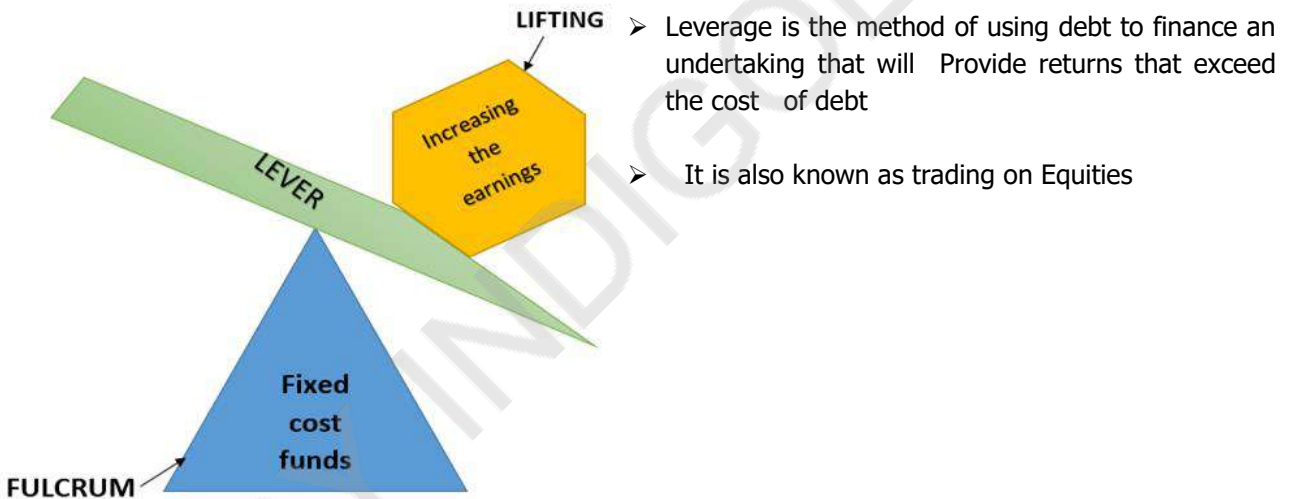 LIFTING
Increasing
the
earnings
LEVER
Fixed
cost
funds
FULCRUM
➤ Leverage is the method of using debt to finance an
undertaking that will Provide returns that exceed
the cost of debt
➤ It is also known as trading on Equities